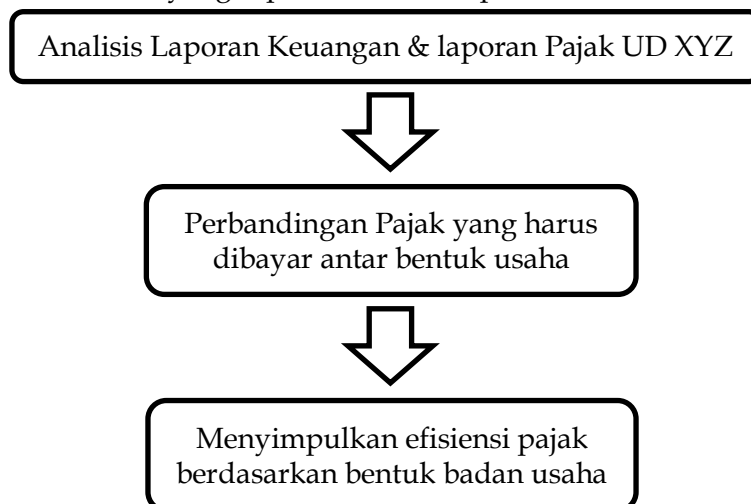 Analisis Laporan Keuangan & laporan Pajak UD XYZ
Perbandingan Pajak yang harus
dibayar antar bentuk usaha
Menyimpulkan efisiensi pajak
berdasarkan bentuk badan usaha